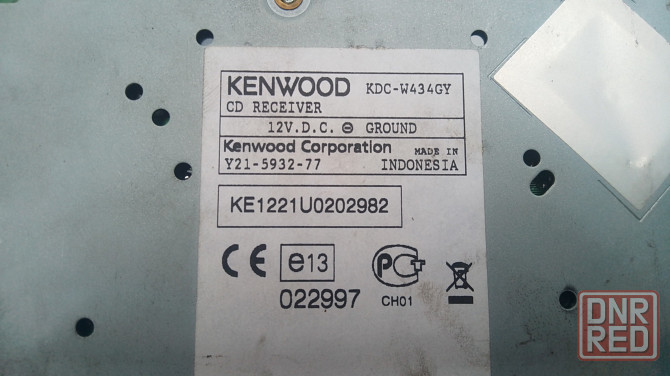 KENWOOD KDC-W434GY
CD RECEIVER
12V.D.C. ⊖ GROUND
Kenwood Corporation MADE IN
Y21-5932-77 INDONESIA
KE1221U0202982
CE e13 PCT
022997 CH01
DNR
RED